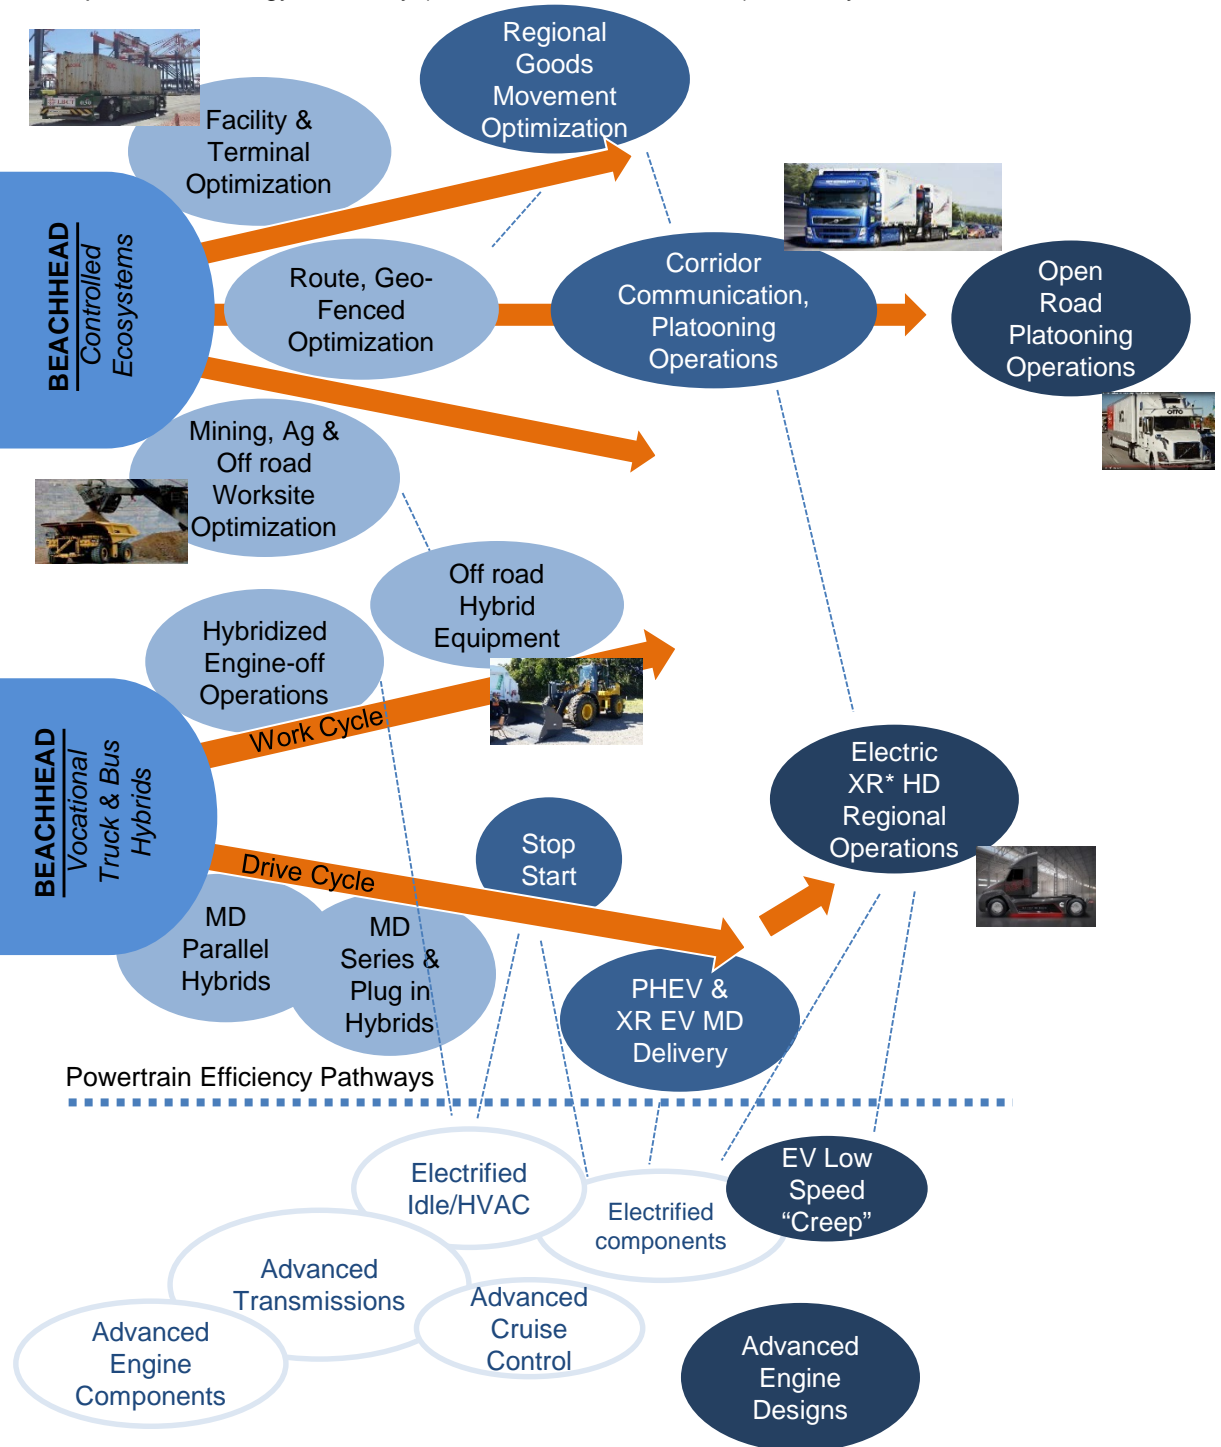 Regional
Goods
Movement
Optimization
Facility &
Terminal
Optimization
BEACHHEAD
Controlled
Ecosystems
Route, Geo-
Fenced
Optimization
Corridor
Communication,
Platooning
Operations
Open
Road
Platooning
Operations
OTTO
Mining, Ag &
Off road
Worksite
Optimization
Off road
Hybrid
Equipment
Hybridized
Engine-off
Operations
Work Cycle
BEACHHEAD
Vocational
Truck & Bus
Hybrids
Electric
XR* HD
Regional
Operations
Stop
Start
Drive Cycle
MD
Parallel
Hybrids
MD
Series &
Plug in
Hybrids
PHEV &
XR EV MD
Delivery
Powertrain Efficiency Pathways
Electrified
Idle/HVAC
Electrified
components
EV Low
Speed
“Creep”
Advanced
Transmissions
Advanced
Cruise
Control
Advanced
Engine
Components
Advanced
Engine
Designs